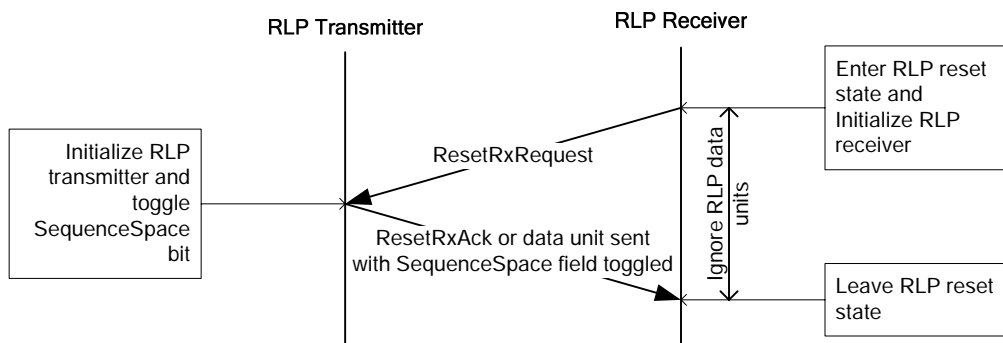 RLP Transmitter
RLP Receiver
Enter RLP reset
state and
Initialize RLP
receiver
Initialize RLP
transmitter and
toggle
SequenceSpace
bit
ResetRxRequest
ResetRxAck or data unit sent
with SequenceSpace field toggled
Ignore RLP data
units
Leave RLP reset
state